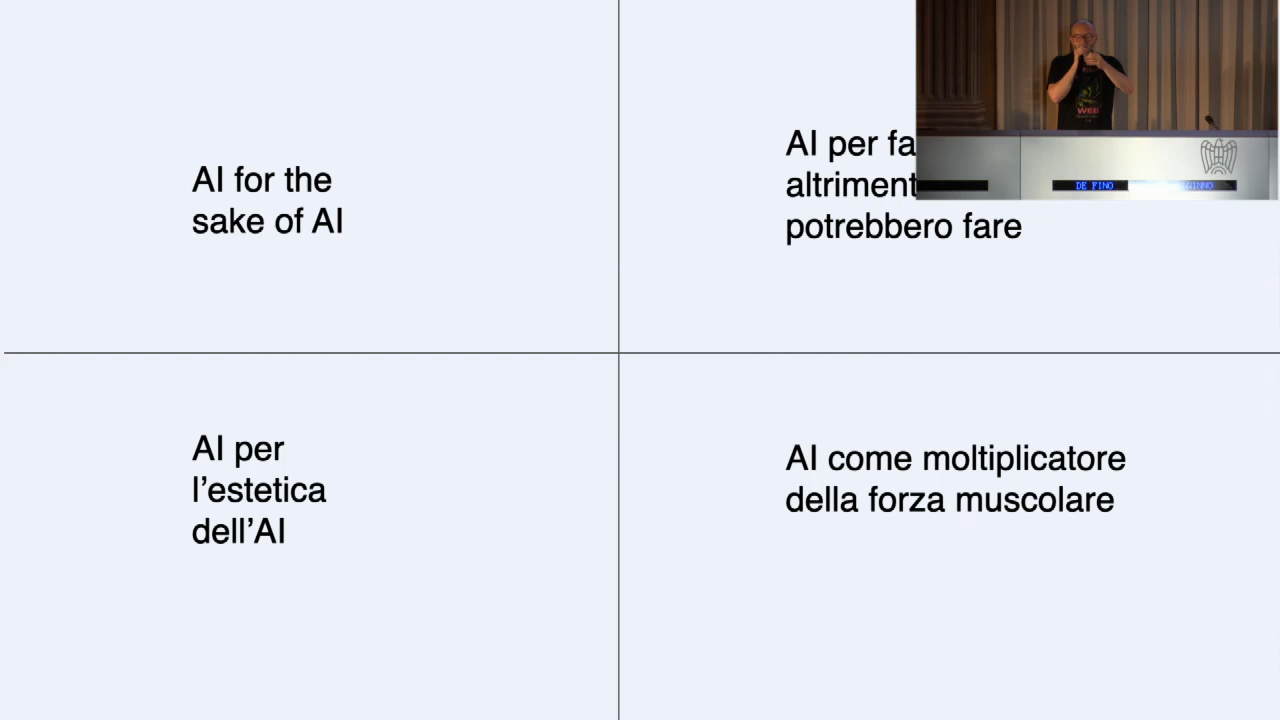 AI for the
sake of AI
AI per fa
altriment
potrebbero fare
AI per
l'estetica
dell'AI
AI come moltiplicatore
della forza muscolare
WEB
DE FINO